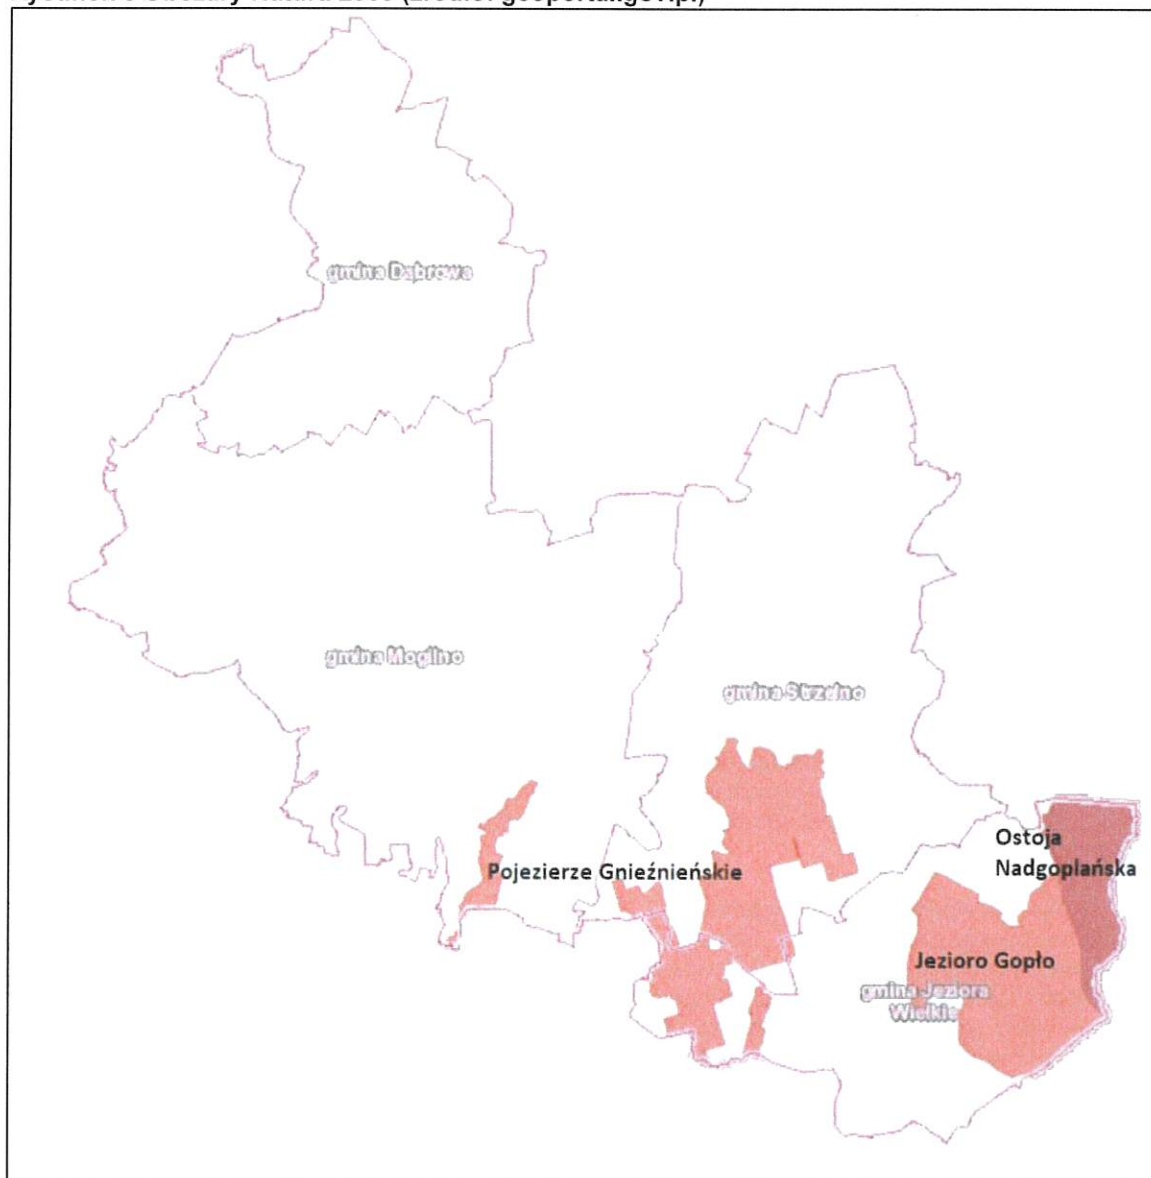 gmina Dąbrowa
gmina Mogilno
gmina Strzelno
Ostoja
Nadgoplańska
Pojezierze Gnieźnieńskie
Jezioro Gopło
gmina Jeziora
Wielkie